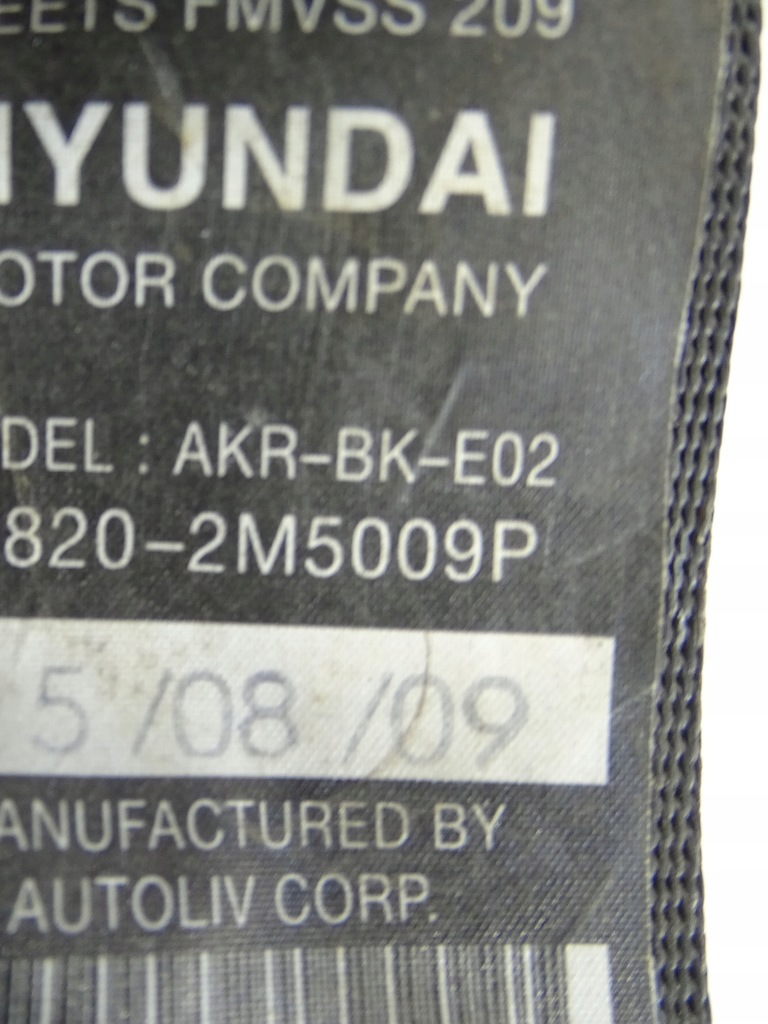 EETS FMVSS 209
HYUNDAI
OTOR COMPANY
DEL : AKR-BK-E02
820-2M5009P
5 /08 /09
ANUFACTURED BY
AUTOLIV CORP.